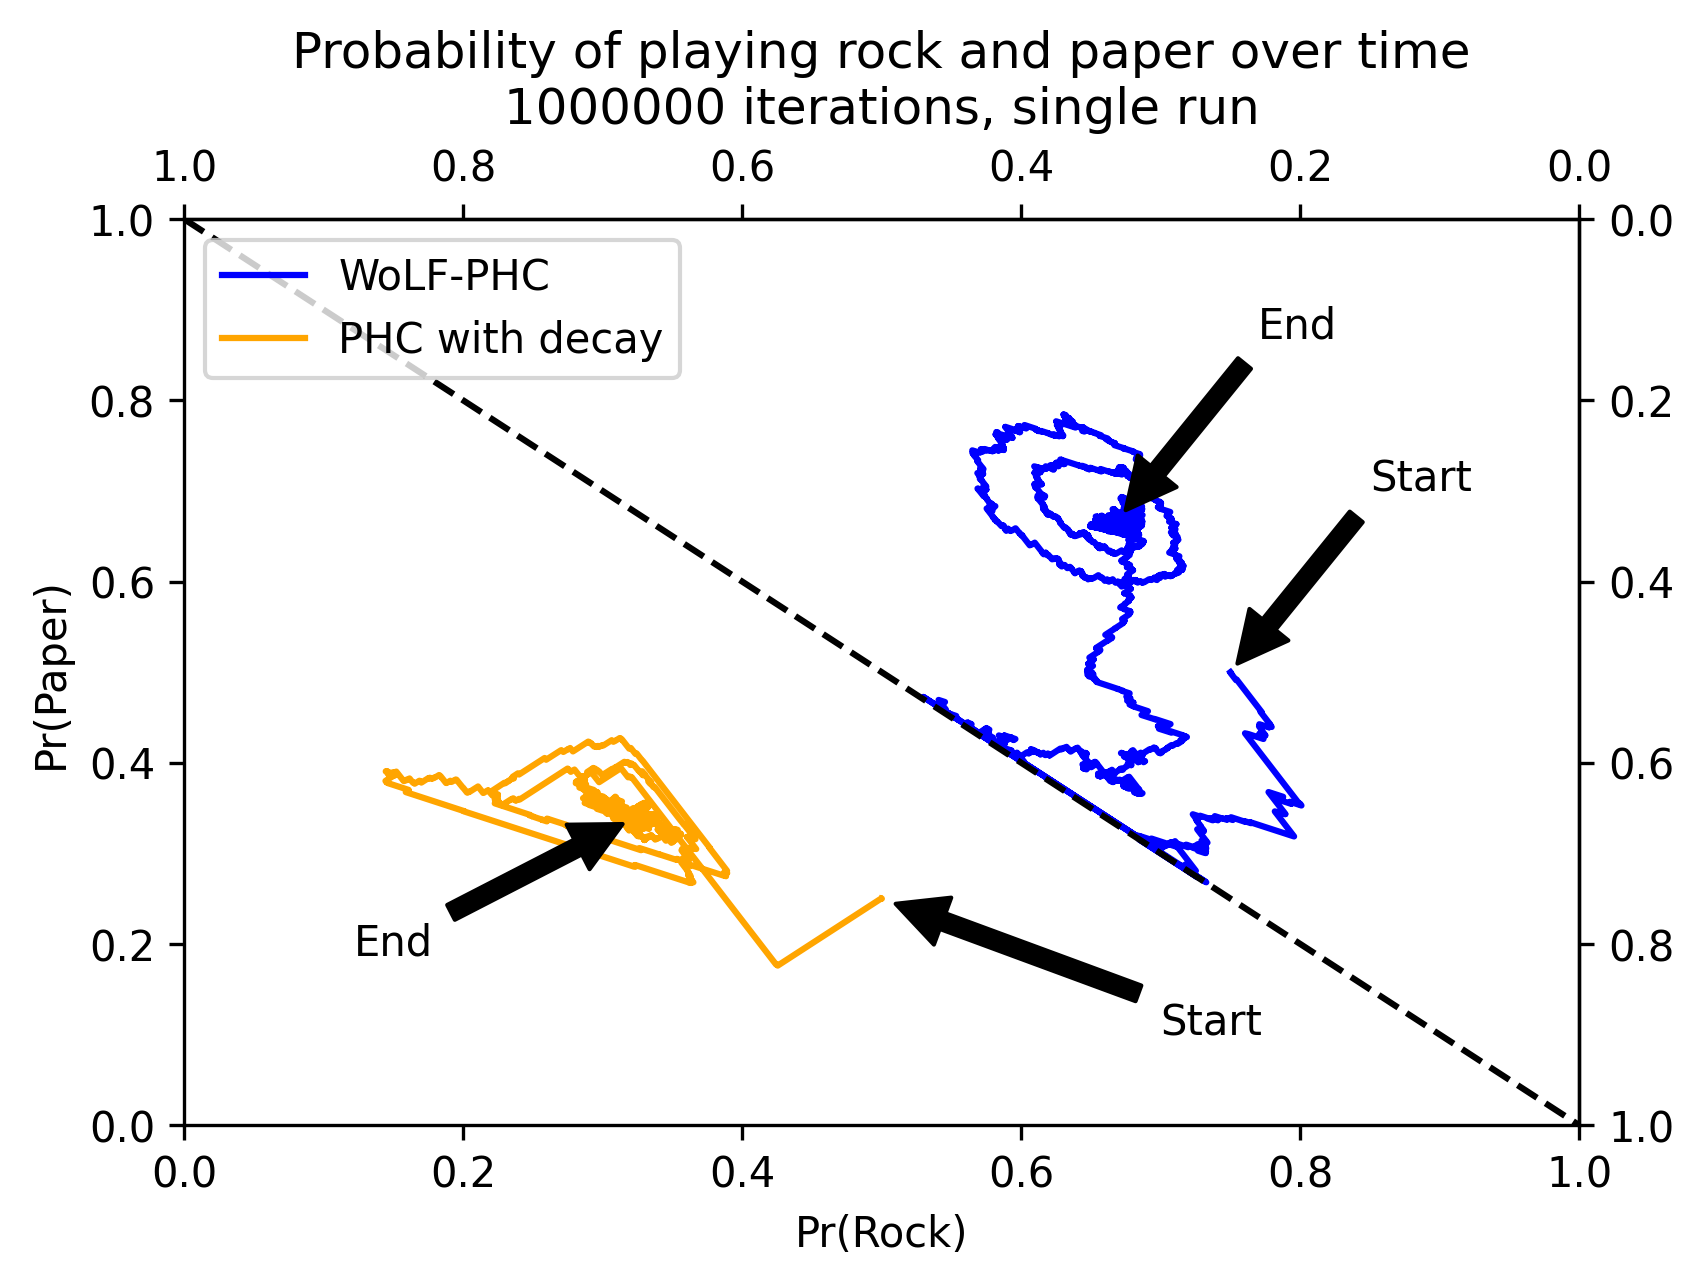 Probability of playing rock and paper over time
1000000 iterations, single run
1.0 0.8 0.6 0.4 0.2 0.0
1.0 0.0
WoLF-PHC
PHC with decay
End
0.8 0.2
Start
0.6 0.4
Pr(Paper)
0.4 0.6
0.2 0.8
End
Start
0.0 1.0
0.0 0.2 0.4 0.6 0.8 1.0
Pr(Rock)